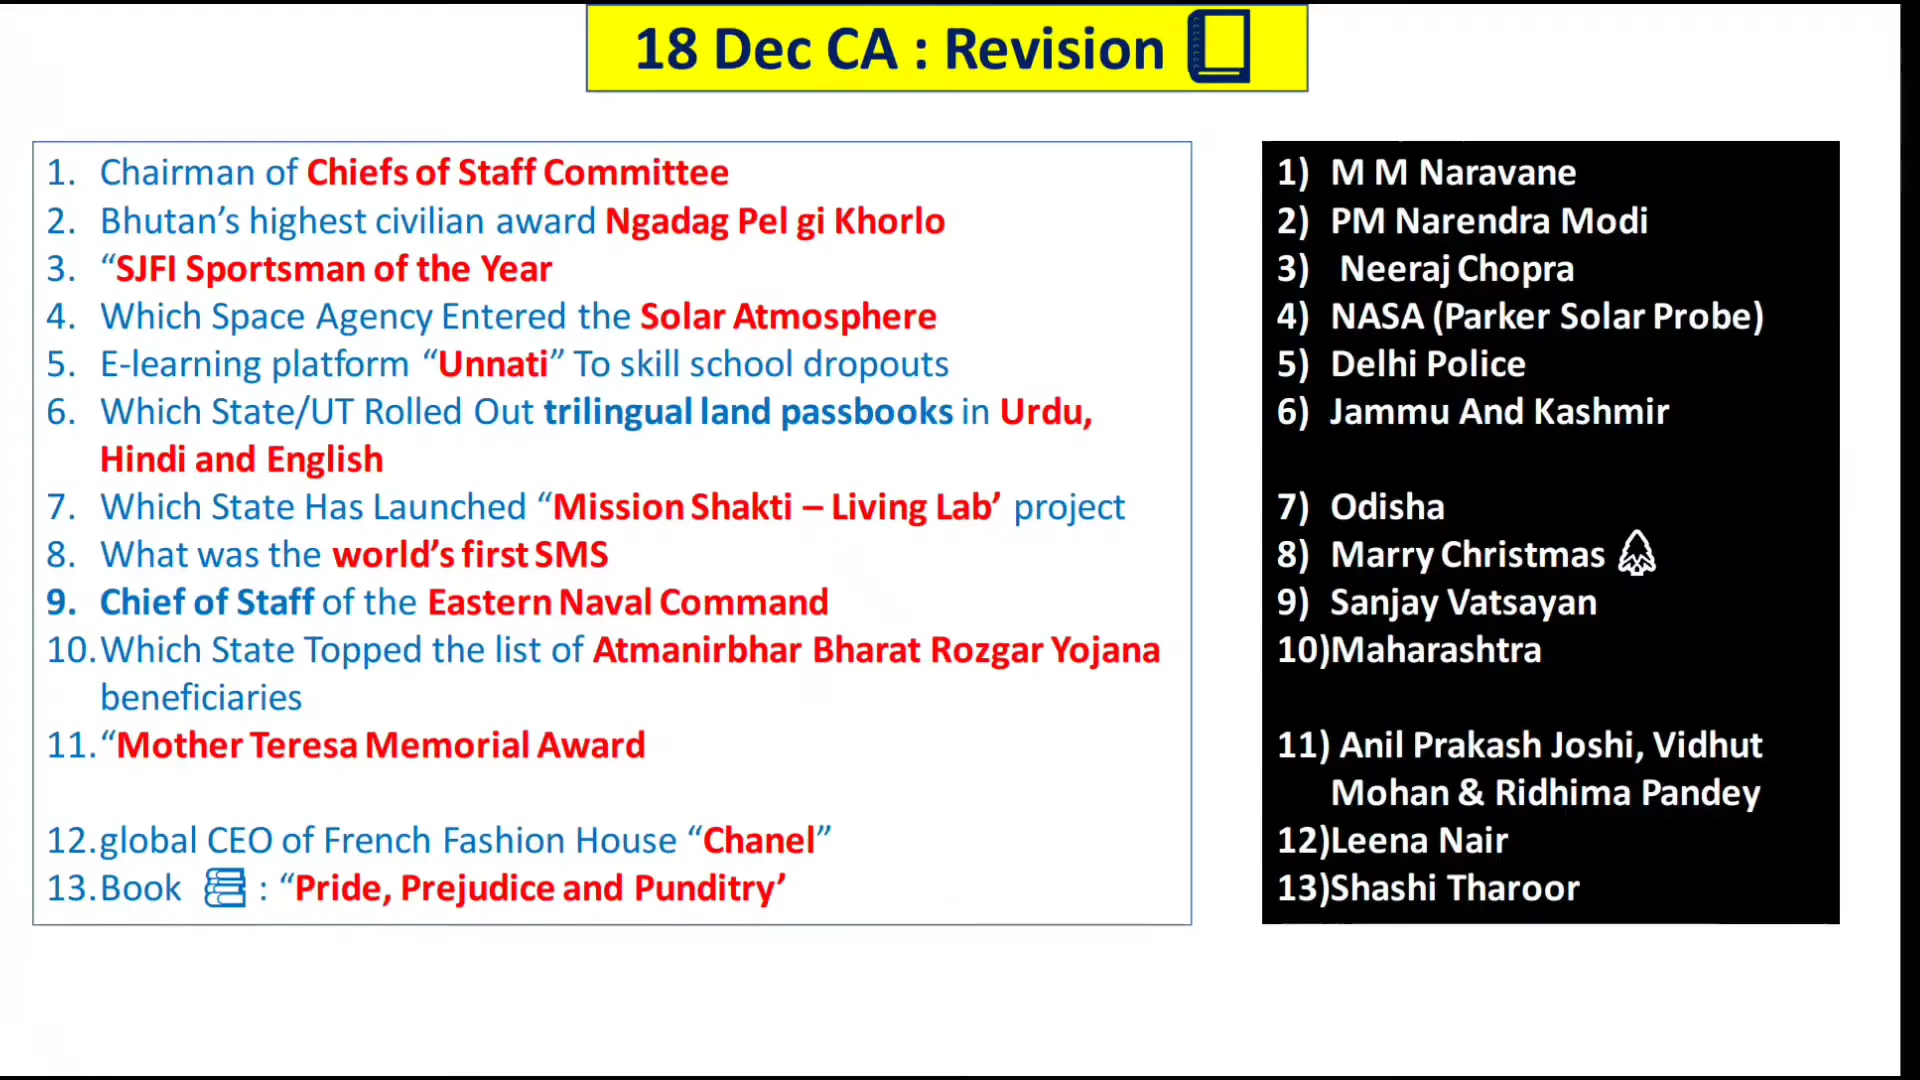 18 Dec CA : Revision
1. Chairman of Chiefs of Staff Committee
2. Bhutan’s highest civilian award Ngadag Pel gi Khorlo
3. “SJFI Sportsman of the Year
4. Which Space Agency Entered the Solar Atmosphere
5. E-learning platform “Unnati” To skill school dropouts
6. Which State/UT Rolled Out trilingual land passbooks in Urdu,
Hindi and English
7. Which State Has Launched “Mission Shakti – Living Lab’ project
8. What was the world’s first SMS
9. Chief of Staff of the Eastern Naval Command
10. Which State Topped the list of Atmanirbhar Bharat Rozgar Yojana
beneficiaries
11. “Mother Teresa Memorial Award
12. global CEO of French Fashion House “Chanel”
13. Book : “Pride, Prejudice and Punditry’
1) M M Naravane
2) PM Narendra Modi
3) Neeraj Chopra
4) NASA (Parker Solar Probe)
5) Delhi Police
6) Jammu And Kashmir
7) Odisha
8) Marry Christmas
9) Sanjay Vatsayan
10)Maharashtra
11) Anil Prakash Joshi, Vidhut
Mohan & Ridhima Pandey
12)Leena Nair
13)Shashi Tharoor